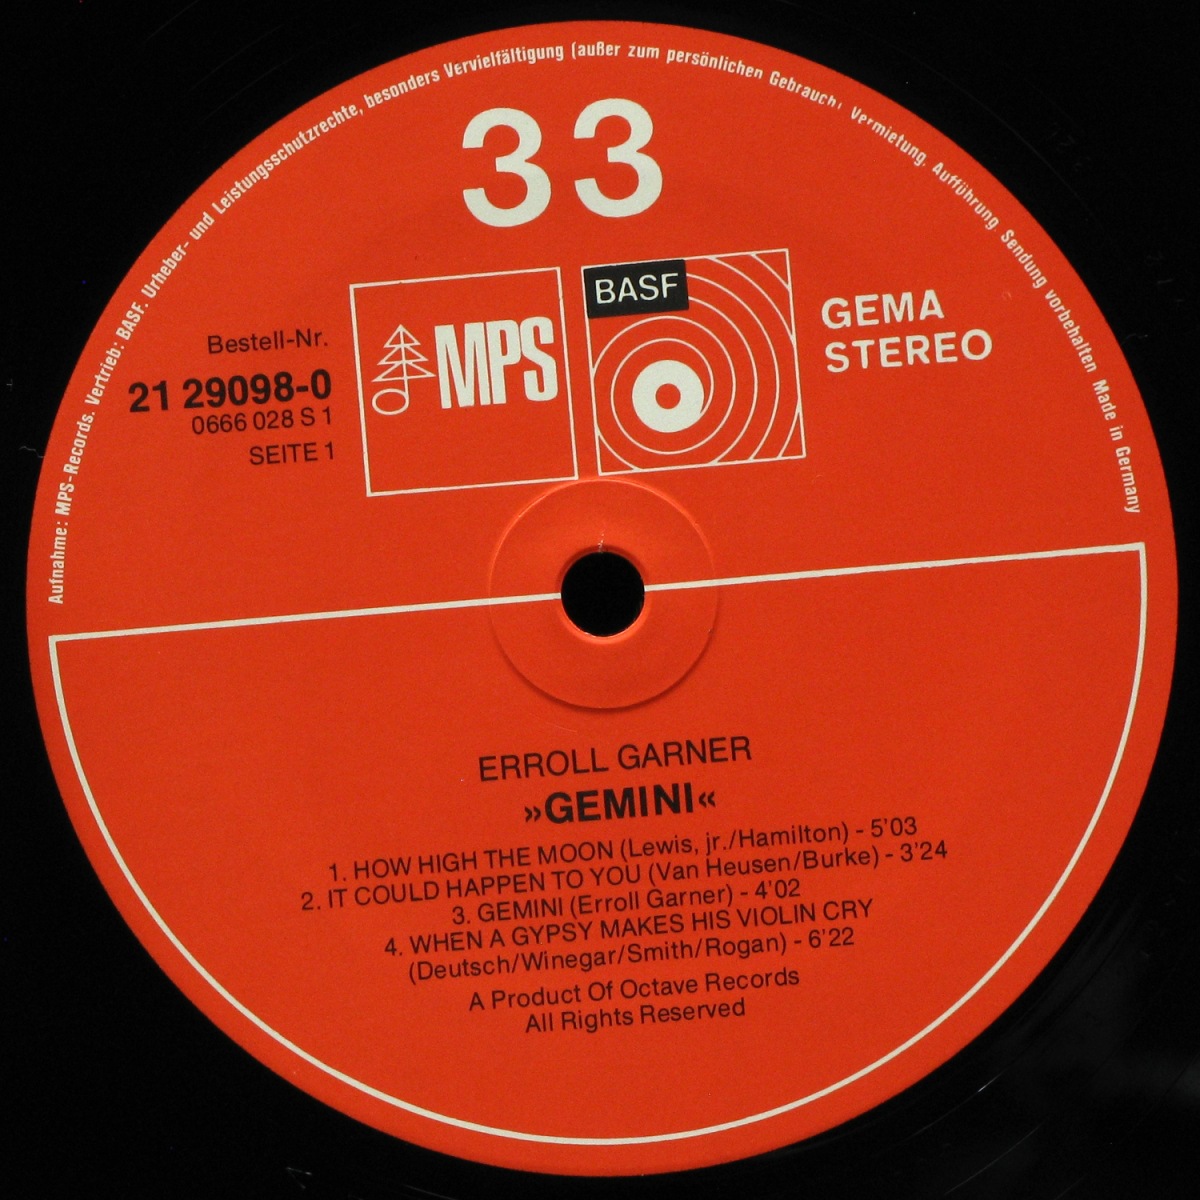 Aufnahme: MPS-Records. Vertrieb: BASF. Urheber- und Leistungsschutzrechte, besonders Vervielfältigung (außer zum persönlichen Gebrauch) Vermietung, Aufführung, Sendung vorbehalten Made in Germany
33
Bestell-Nr.
21 29098-0
0666 028 S 1
SEITE 1
MPS
BASF
GEMA
STEREO
ERROLL GARNER
»GEMINI«
1. HOW HIGH THE MOON (Lewis, jr./Hamilton) - 5'03
2. IT COULD HAPPEN TO YOU (Van Heusen/Burke) - 3'24
3. GEMINI (Erroll Garner) - 4'02
4. WHEN A GYPSY MAKES HIS VIOLIN CRY
(Deutsch/Winegar/Smith/Rogan) - 6'22
A Product Of Octave Records
All Rights Reserved